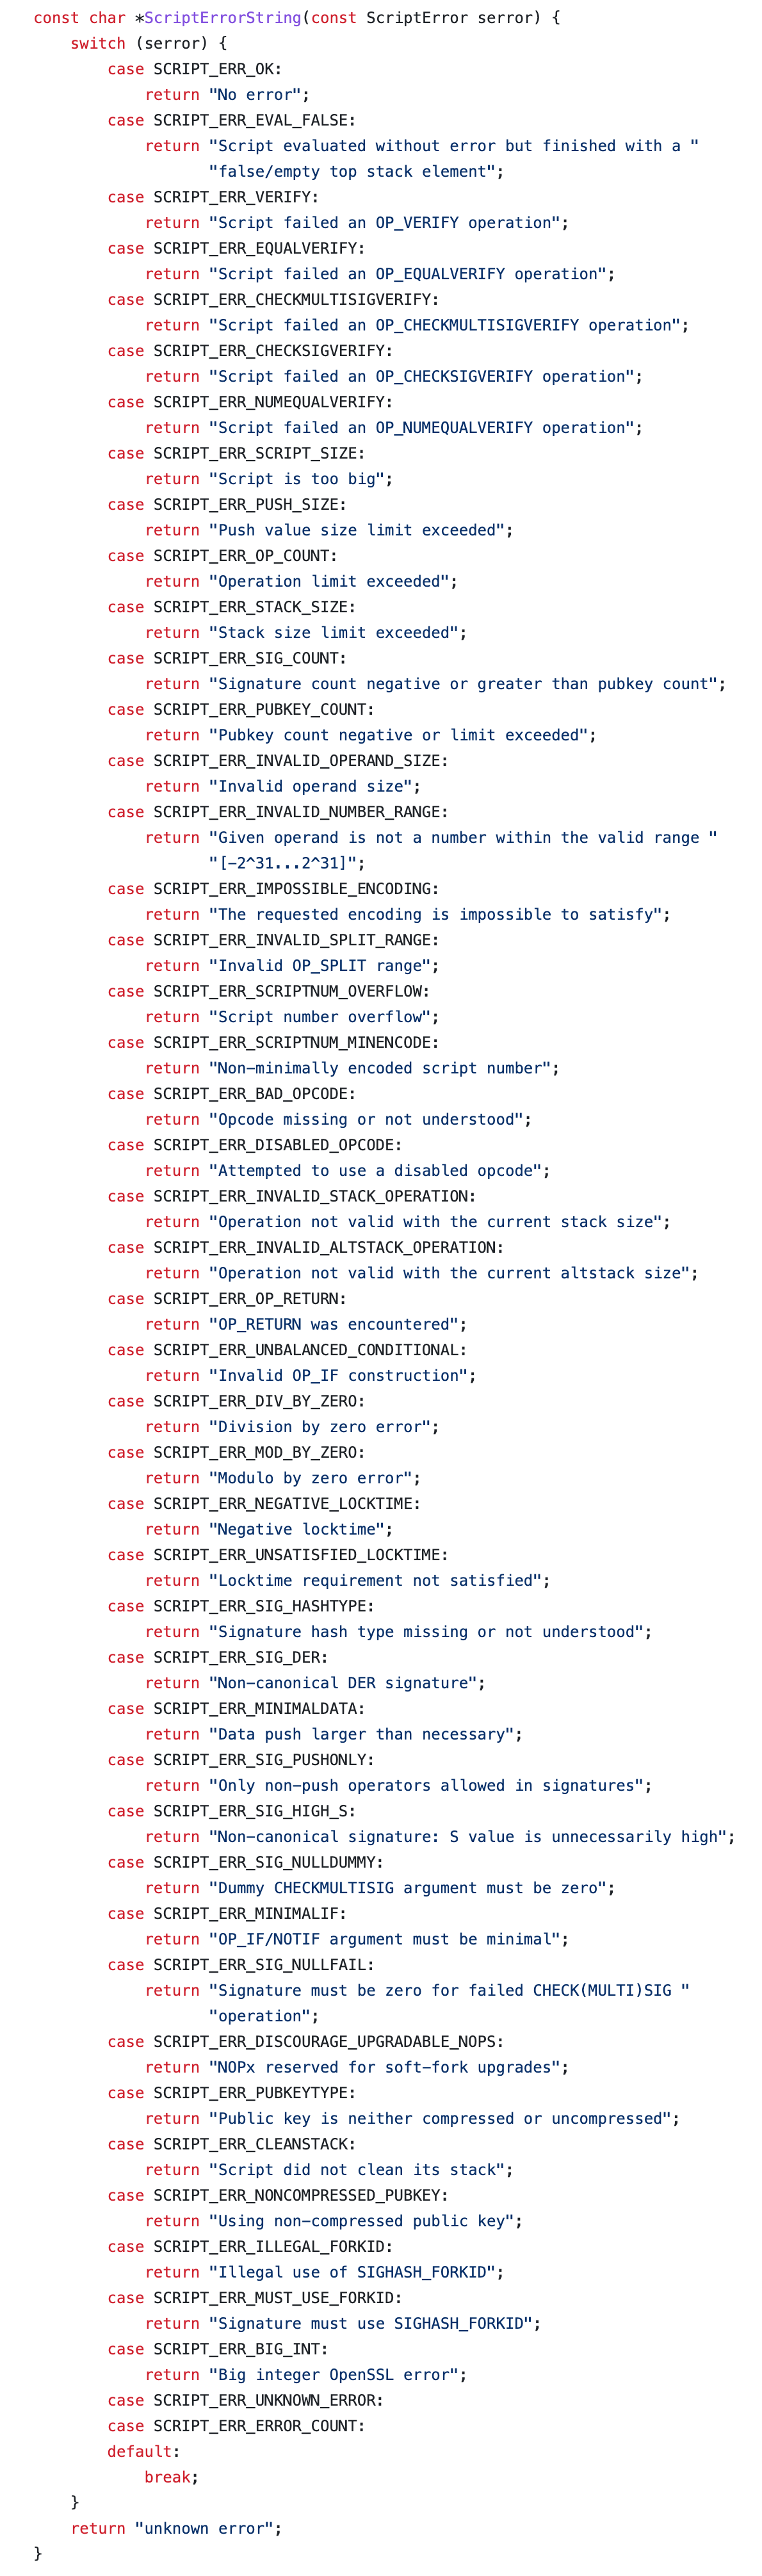 const char *ScriptErrorString(const ScriptError serror) {
    switch (serror) {
        case SCRIPT_ERR_OK:
            return "No error";
        case SCRIPT_ERR_EVAL_FALSE:
            return "Script evaluated without error but finished with a "
                   "false/empty top stack element";
        case SCRIPT_ERR_VERIFY:
            return "Script failed an OP_VERIFY operation";
        case SCRIPT_ERR_EQUALVERIFY:
            return "Script failed an OP_EQUALVERIFY operation";
        case SCRIPT_ERR_CHECKMULTISIGVERIFY:
            return "Script failed an OP_CHECKMULTISIGVERIFY operation";
        case SCRIPT_ERR_CHECKSIGVERIFY:
            return "Script failed an OP_CHECKSIGVERIFY operation";
        case SCRIPT_ERR_NUMEQUALVERIFY:
            return "Script failed an OP_NUMEQUALVERIFY operation";
        case SCRIPT_ERR_SCRIPT_SIZE:
            return "Script is too big";
        case SCRIPT_ERR_PUSH_SIZE:
            return "Push value size limit exceeded";
        case SCRIPT_ERR_OP_COUNT:
            return "Operation limit exceeded";
        case SCRIPT_ERR_STACK_SIZE:
            return "Stack size limit exceeded";
        case SCRIPT_ERR_SIG_COUNT:
            return "Signature count negative or greater than pubkey count";
        case SCRIPT_ERR_PUBKEY_COUNT:
            return "Pubkey count negative or limit exceeded";
        case SCRIPT_ERR_INVALID_OPERAND_SIZE:
            return "Invalid operand size";
        case SCRIPT_ERR_INVALID_NUMBER_RANGE:
            return "Given operand is not a number within the valid range "
                   "[-2^31...2^31]";
        case SCRIPT_ERR_IMPOSSIBLE_ENCODING:
            return "The requested encoding is impossible to satisfy";
        case SCRIPT_ERR_INVALID_SPLIT_RANGE:
            return "Invalid OP_SPLIT range";
        case SCRIPT_ERR_SCRIPTNUM_OVERFLOW:
            return "Script number overflow";
        case SCRIPT_ERR_SCRIPTNUM_MINENCODE:
            return "Non-minimally encoded script number";
        case SCRIPT_ERR_BAD_OPCODE:
            return "Opcode missing or not understood";
        case SCRIPT_ERR_DISABLED_OPCODE:
            return "Attempted to use a disabled opcode";
        case SCRIPT_ERR_INVALID_STACK_OPERATION:
            return "Operation not valid with the current stack size";
        case SCRIPT_ERR_INVALID_ALTSTACK_OPERATION:
            return "Operation not valid with the current altstack size";
        case SCRIPT_ERR_OP_RETURN:
            return "OP_RETURN was encountered";
        case SCRIPT_ERR_UNBALANCED_CONDITIONAL:
            return "Invalid OP_IF construction";
        case SCRIPT_ERR_DIV_BY_ZERO:
            return "Division by zero error";
        case SCRIPT_ERR_MOD_BY_ZERO:
            return "Modulo by zero error";
        case SCRIPT_ERR_NEGATIVE_LOCKTIME:
            return "Negative locktime";
        case SCRIPT_ERR_UNSATISFIED_LOCKTIME:
            return "Locktime requirement not satisfied";
        case SCRIPT_ERR_SIG_HASHTYPE:
            return "Signature hash type missing or not understood";
        case SCRIPT_ERR_SIG_DER:
            return "Non-canonical DER signature";
        case SCRIPT_ERR_MINIMALDATA:
            return "Data push larger than necessary";
        case SCRIPT_ERR_SIG_PUSHONLY:
            return "Only non-push operators allowed in signatures";
        case SCRIPT_ERR_SIG_HIGH_S:
            return "Non-canonical signature: S value is unnecessarily high";
        case SCRIPT_ERR_SIG_NULLDUMMY:
            return "Dummy CHECKMULTISIG argument must be zero";
        case SCRIPT_ERR_MINIMALIF:
            return "OP_IF/NOTIF argument must be minimal";
        case SCRIPT_ERR_SIG_NULLFAIL:
            return "Signature must be zero for failed CHECK(MULTI)SIG "
                   "operation";
        case SCRIPT_ERR_DISCOURAGE_UPGRADABLE_NOPS:
            return "NOPx reserved for soft-fork upgrades";
        case SCRIPT_ERR_PUBKEYTYPE:
            return "Public key is neither compressed or uncompressed";
        case SCRIPT_ERR_CLEANSTACK:
            return "Script did not clean its stack";
        case SCRIPT_ERR_NONCOMPRESSED_PUBKEY:
            return "Using non-compressed public key";
        case SCRIPT_ERR_ILLEGAL_FORKID:
            return "Illegal use of SIGHASH_FORKID";
        case SCRIPT_ERR_MUST_USE_FORKID:
            return "Signature must use SIGHASH_FORKID";
        case SCRIPT_ERR_BIG_INT:
            return "Big integer OpenSSL error";
        case SCRIPT_ERR_UNKNOWN_ERROR:
        case SCRIPT_ERR_ERROR_COUNT:
        default:
            break;
    }
    return "unknown error";
}